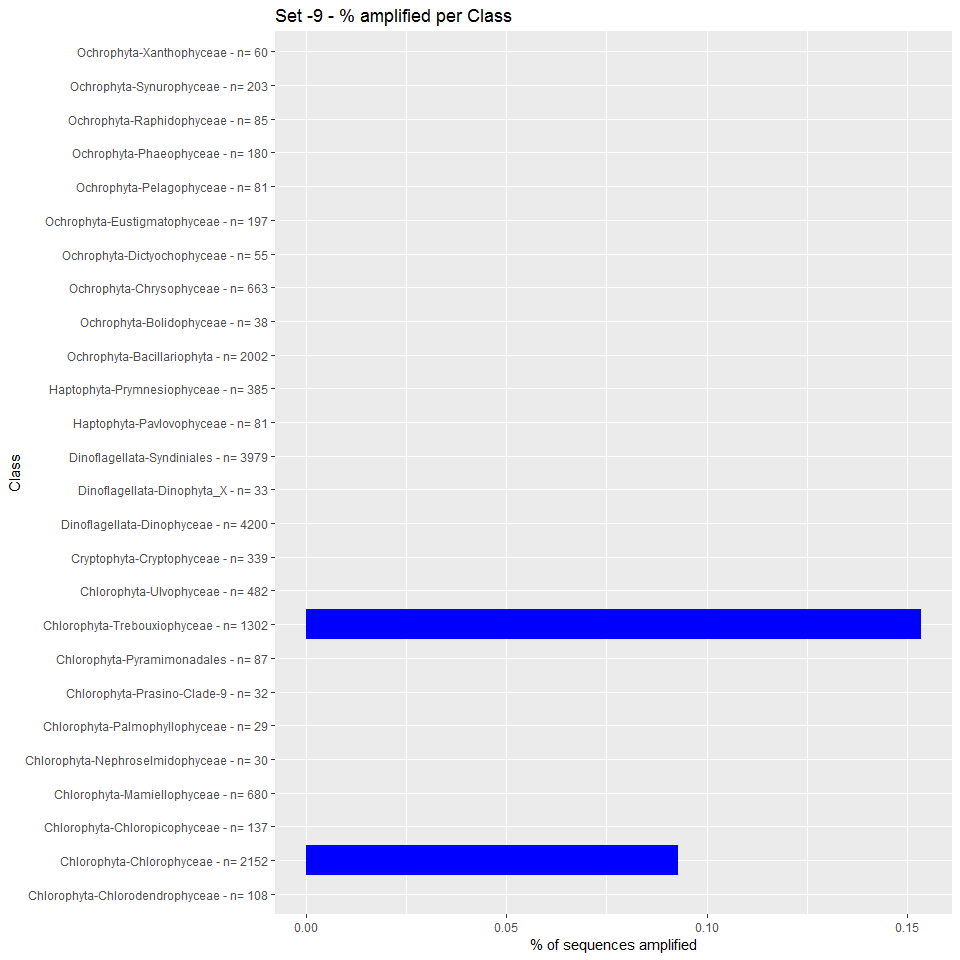 Set -9 - % amplified per Class
Ochrophyta-Xanthophyceae - n= 60
Ochrophyta-Synurophyceae - n= 203
Ochrophyta-Raphidophyceae - n= 85
Ochrophyta-Phaeophyceae - n= 180
Ochrophyta-Pelagophyceae - n= 81
Ochrophyta-Eustigmatophyceae - n= 197
Ochrophyta-Dictyochophyceae - n= 55
Ochrophyta-Chrysophyceae - n= 663
Ochrophyta-Bolidophyceae - n= 38
Ochrophyta-Bacillariophyta - n= 2002
Haptophyta-Prymnesiophyceae - n= 385
Haptophyta-Pavlovophyceae - n= 81
Dinoflagellata-Syndiniales - n= 3979
Dinoflagellata-Dinophyta_X - n= 33
Dinoflagellata-Dinophyceae - n= 4200
Cryptophyta-Cryptophyceae - n= 339
Chlorophyta-Ulvophyceae - n= 482
Chlorophyta-Trebouxiophyceae - n= 1302
Chlorophyta-Pyramimonadales - n= 87
Chlorophyta-Prasino-Clade-9 - n= 32
Chlorophyta-Palmophyllophyceae - n= 29
Chlorophyta-Nephroselmidophyceae - n= 30
Chlorophyta-Mamiellophyceae - n= 680
Chlorophyta-Chloropicophyceae - n= 137
Chlorophyta-Chlorophyceae - n= 2152
Chlorophyta-Chlorodendrophyceae - n= 108
Class
0.00 0.05 0.10 0.15
% of sequences amplified